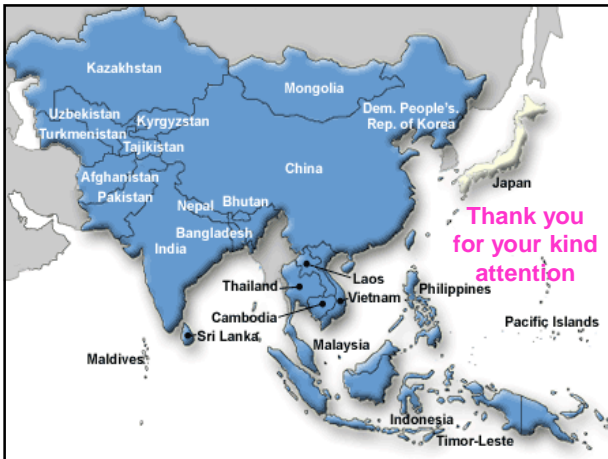 Kazakhstan
Mongolia
Uzbekistan
Kyrgyzstan
Dem. People's.
Rep. of Korea
Turkmenistan
Tajikistan
China
Afghanistan
Pakistan
Nepal
Bhutan
Japan
Bangladesh
India
Thank you
for your kind
attention
Laos
Thailand
Vietnam
Philippines
Cambodia
Sri Lanka
Pacific Islands
Malaysia
Maldives
Indonesia
Timor-Leste